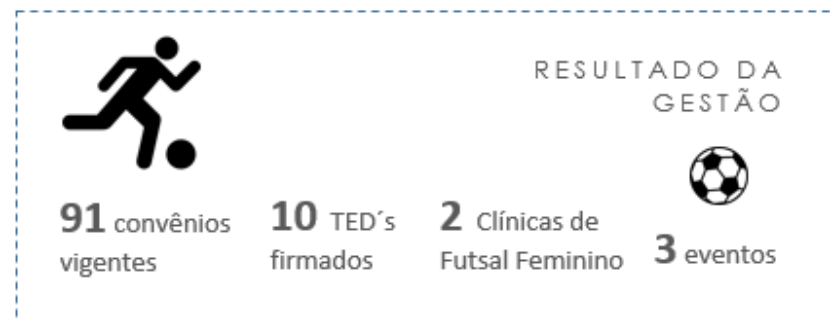 RESULTADO DA
GESTÃO
91 convênios
vigentes
10 TED´s
firmados
2 Clínicas de
Futsal Feminino
3 eventos